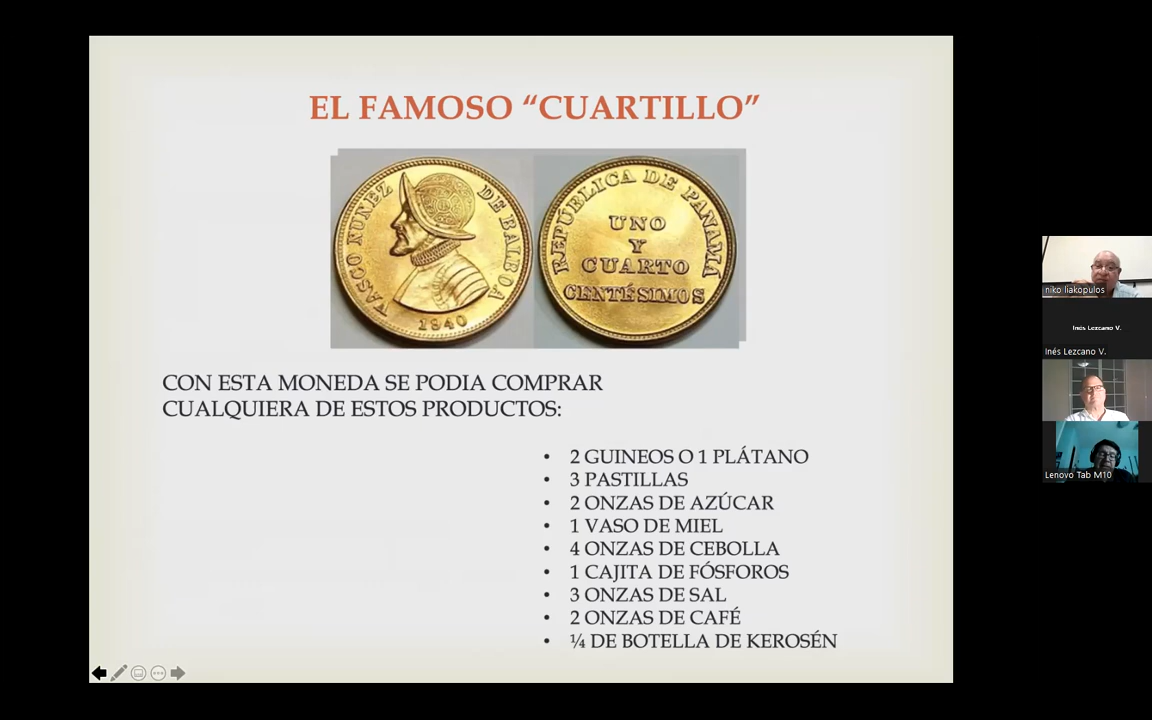 EL FAMOSO “CUARTILLO”
VASCO NUÑEZ DE BALBOA
1940
REPÚBLICA DE PANAMÁ
UNO
Y
CUARTO
CENTÉSIMOS
CON ESTA MONEDA SE PODIA COMPRAR
CUALQUIERA DE ESTOS PRODUCTOS:
• 2 GUINEOS O 1 PLÁTANO
• 3 PASTILLAS
• 2 ONZAS DE AZÚCAR
• 1 VASO DE MIEL
• 4 ONZAS DE CEBOLLA
• 1 CAJITA DE FÓSFOROS
• 3 ONZAS DE SAL
• 2 ONZAS DE CAFÉ
• ¼ DE BOTELLA DE KEROSÉN
niko liakopulos
Inés Lezcano V.
Inés Lezcano V.
Lenovo Tab M10